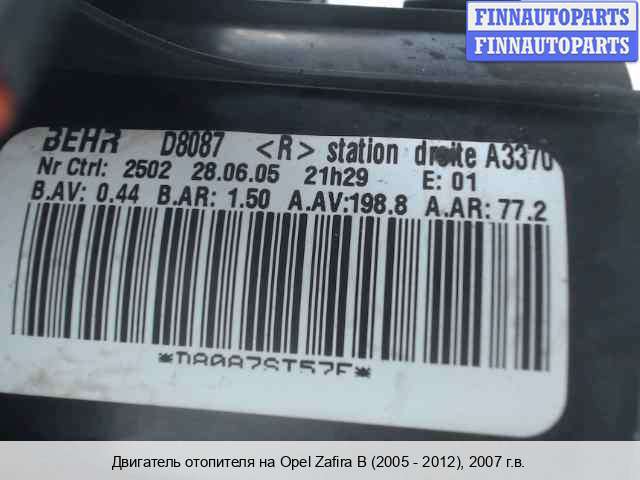 FINNAUTOPARTS
FINNAUTOPARTS
BEHR D8087 <R> station droite A3370
Nr Ctrl: 2502 28.06.05 21h29 E: 01
B.AV: 0.44 B.AR: 1.50 A.AV:198.8 A.AR: 77.2
Двигатель отопителя на Opel Zafira B (2005 - 2012), 2007 г.в.